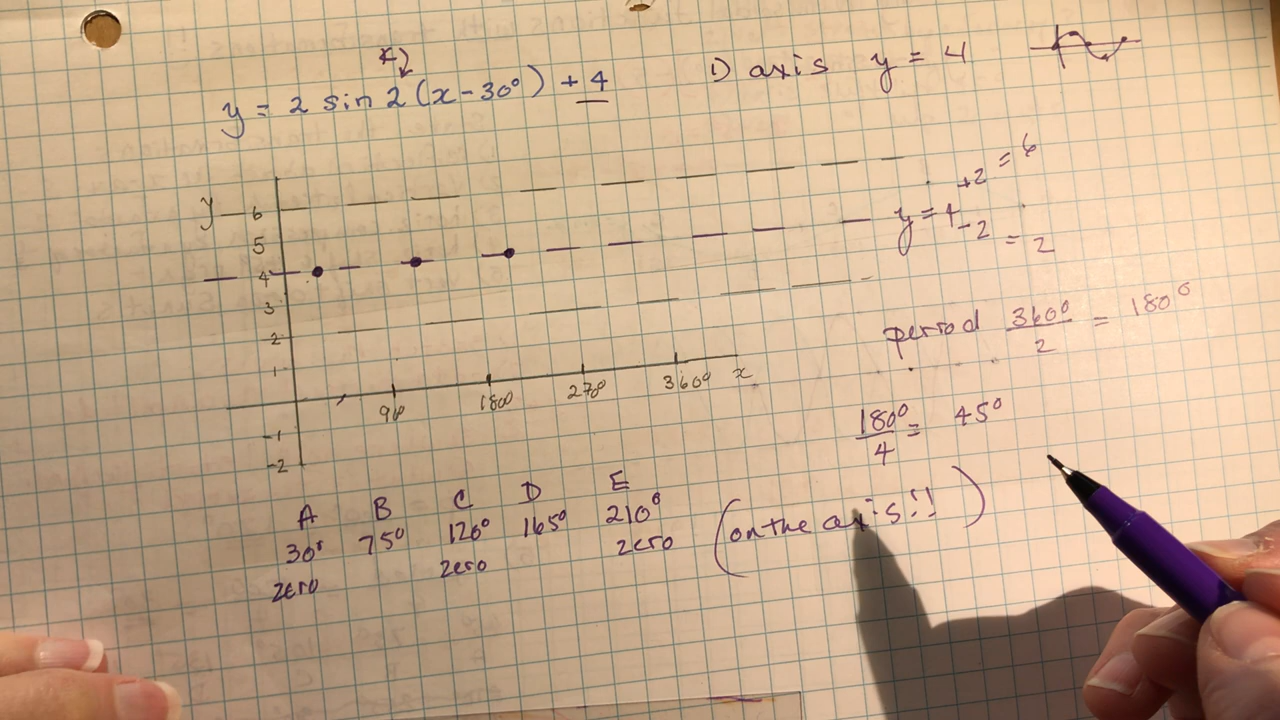 K)
y = 2 sin 2 (x - 30°) + 4
1) axis y = 4
y
6
5
4
3
2
1
-1
-2
90
180°
270
360°
x
+2 = 6
y = 4
-2 = 2
period 360°/2 = 180°
180°/4 = 45°
A B C D E
30° 75° 120° 165° 210°
zero zero zero (on the axis!!)